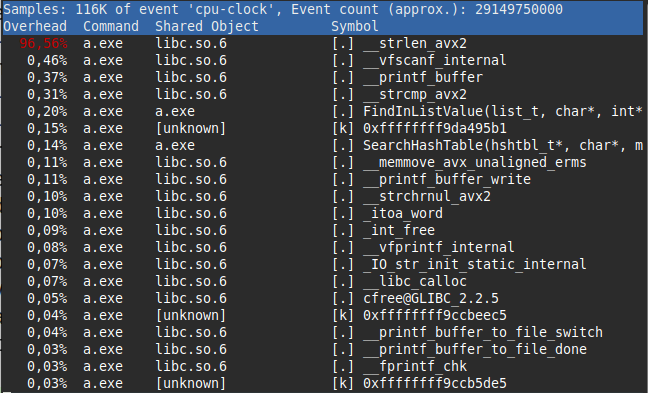 Samples: 116K of event 'cpu-clock', Event count (approx.): 29149750000
Overhead  Command  Shared Object         Symbol
  96,56%  a.exe    libc.so.6             [.] __strlen_avx2
   0,46%  a.exe    libc.so.6             [.] __vfscanf_internal
   0,37%  a.exe    libc.so.6             [.] __printf_buffer
   0,31%  a.exe    libc.so.6             [.] __strcmp_avx2
   0,20%  a.exe    a.exe                 [.] FindInListValue(list_t, char*, int*
   0,15%  a.exe    [unknown]             [k] 0xffffffff9da495b1
   0,14%  a.exe    a.exe                 [.] SearchHashTable(hshtbl_t*, char*, m
   0,11%  a.exe    libc.so.6             [.] __memmove_avx_unaligned_erms
   0,11%  a.exe    libc.so.6             [.] __printf_buffer_write
   0,10%  a.exe    libc.so.6             [.] __strchrnul_avx2
   0,10%  a.exe    libc.so.6             [.] _itoa_word
   0,09%  a.exe    libc.so.6             [.] _int_free
   0,08%  a.exe    libc.so.6             [.] __vfprintf_internal
   0,07%  a.exe    libc.so.6             [.] _IO_str_init_static_internal
   0,07%  a.exe    libc.so.6             [.] __libc_calloc
   0,05%  a.exe    libc.so.6             [.] cfree@GLIBC_2.2.5
   0,04%  a.exe    [unknown]             [k] 0xffffffff9ccbeec5
   0,04%  a.exe    libc.so.6             [.] __printf_buffer_to_file_switch
   0,03%  a.exe    libc.so.6             [.] __printf_buffer_to_file_done
   0,03%  a.exe    libc.so.6             [.] __fprintf_chk
   0,03%  a.exe    [unknown]             [k] 0xffffffff9ccb5de5